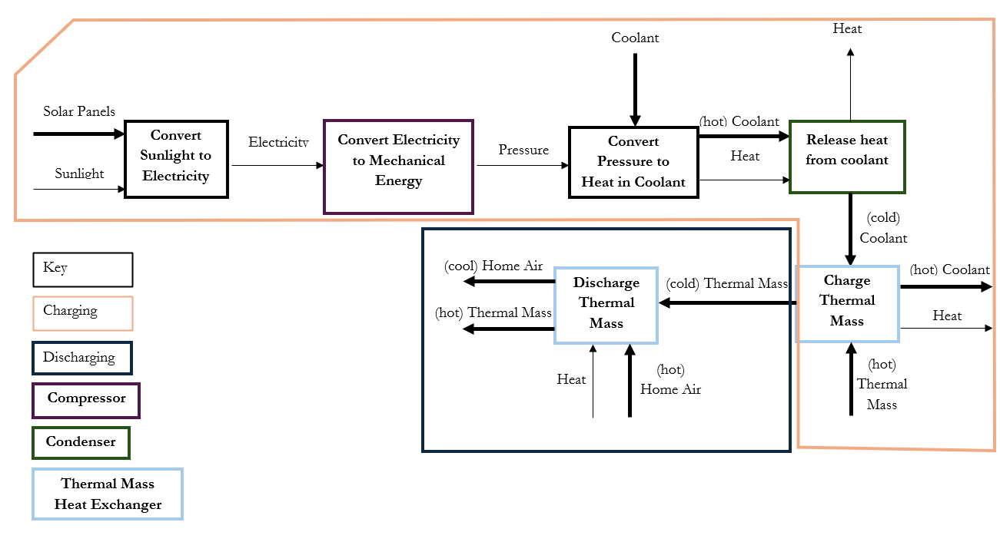 Heat
Coolant
Solar Panels
Sunlight
Convert
Sunlight to
Electricity
Electricity
Convert Electricity
to Mechanical
Energy
Pressure
Convert
Pressure to
Heat in Coolant
(hot) Coolant
Heat
Release heat
from coolant
(cold)
Coolant
(cool) Home Air
(hot) Thermal Mass
Discharge
Thermal
Mass
(cold) Thermal Mass
Charge
Thermal
Mass
(hot) Coolant
Heat
Heat
(hot)
Home Air
(hot)
Thermal
Mass
Key
Charging
Discharging
Compressor
Condenser
Thermal Mass
Heat Exchanger